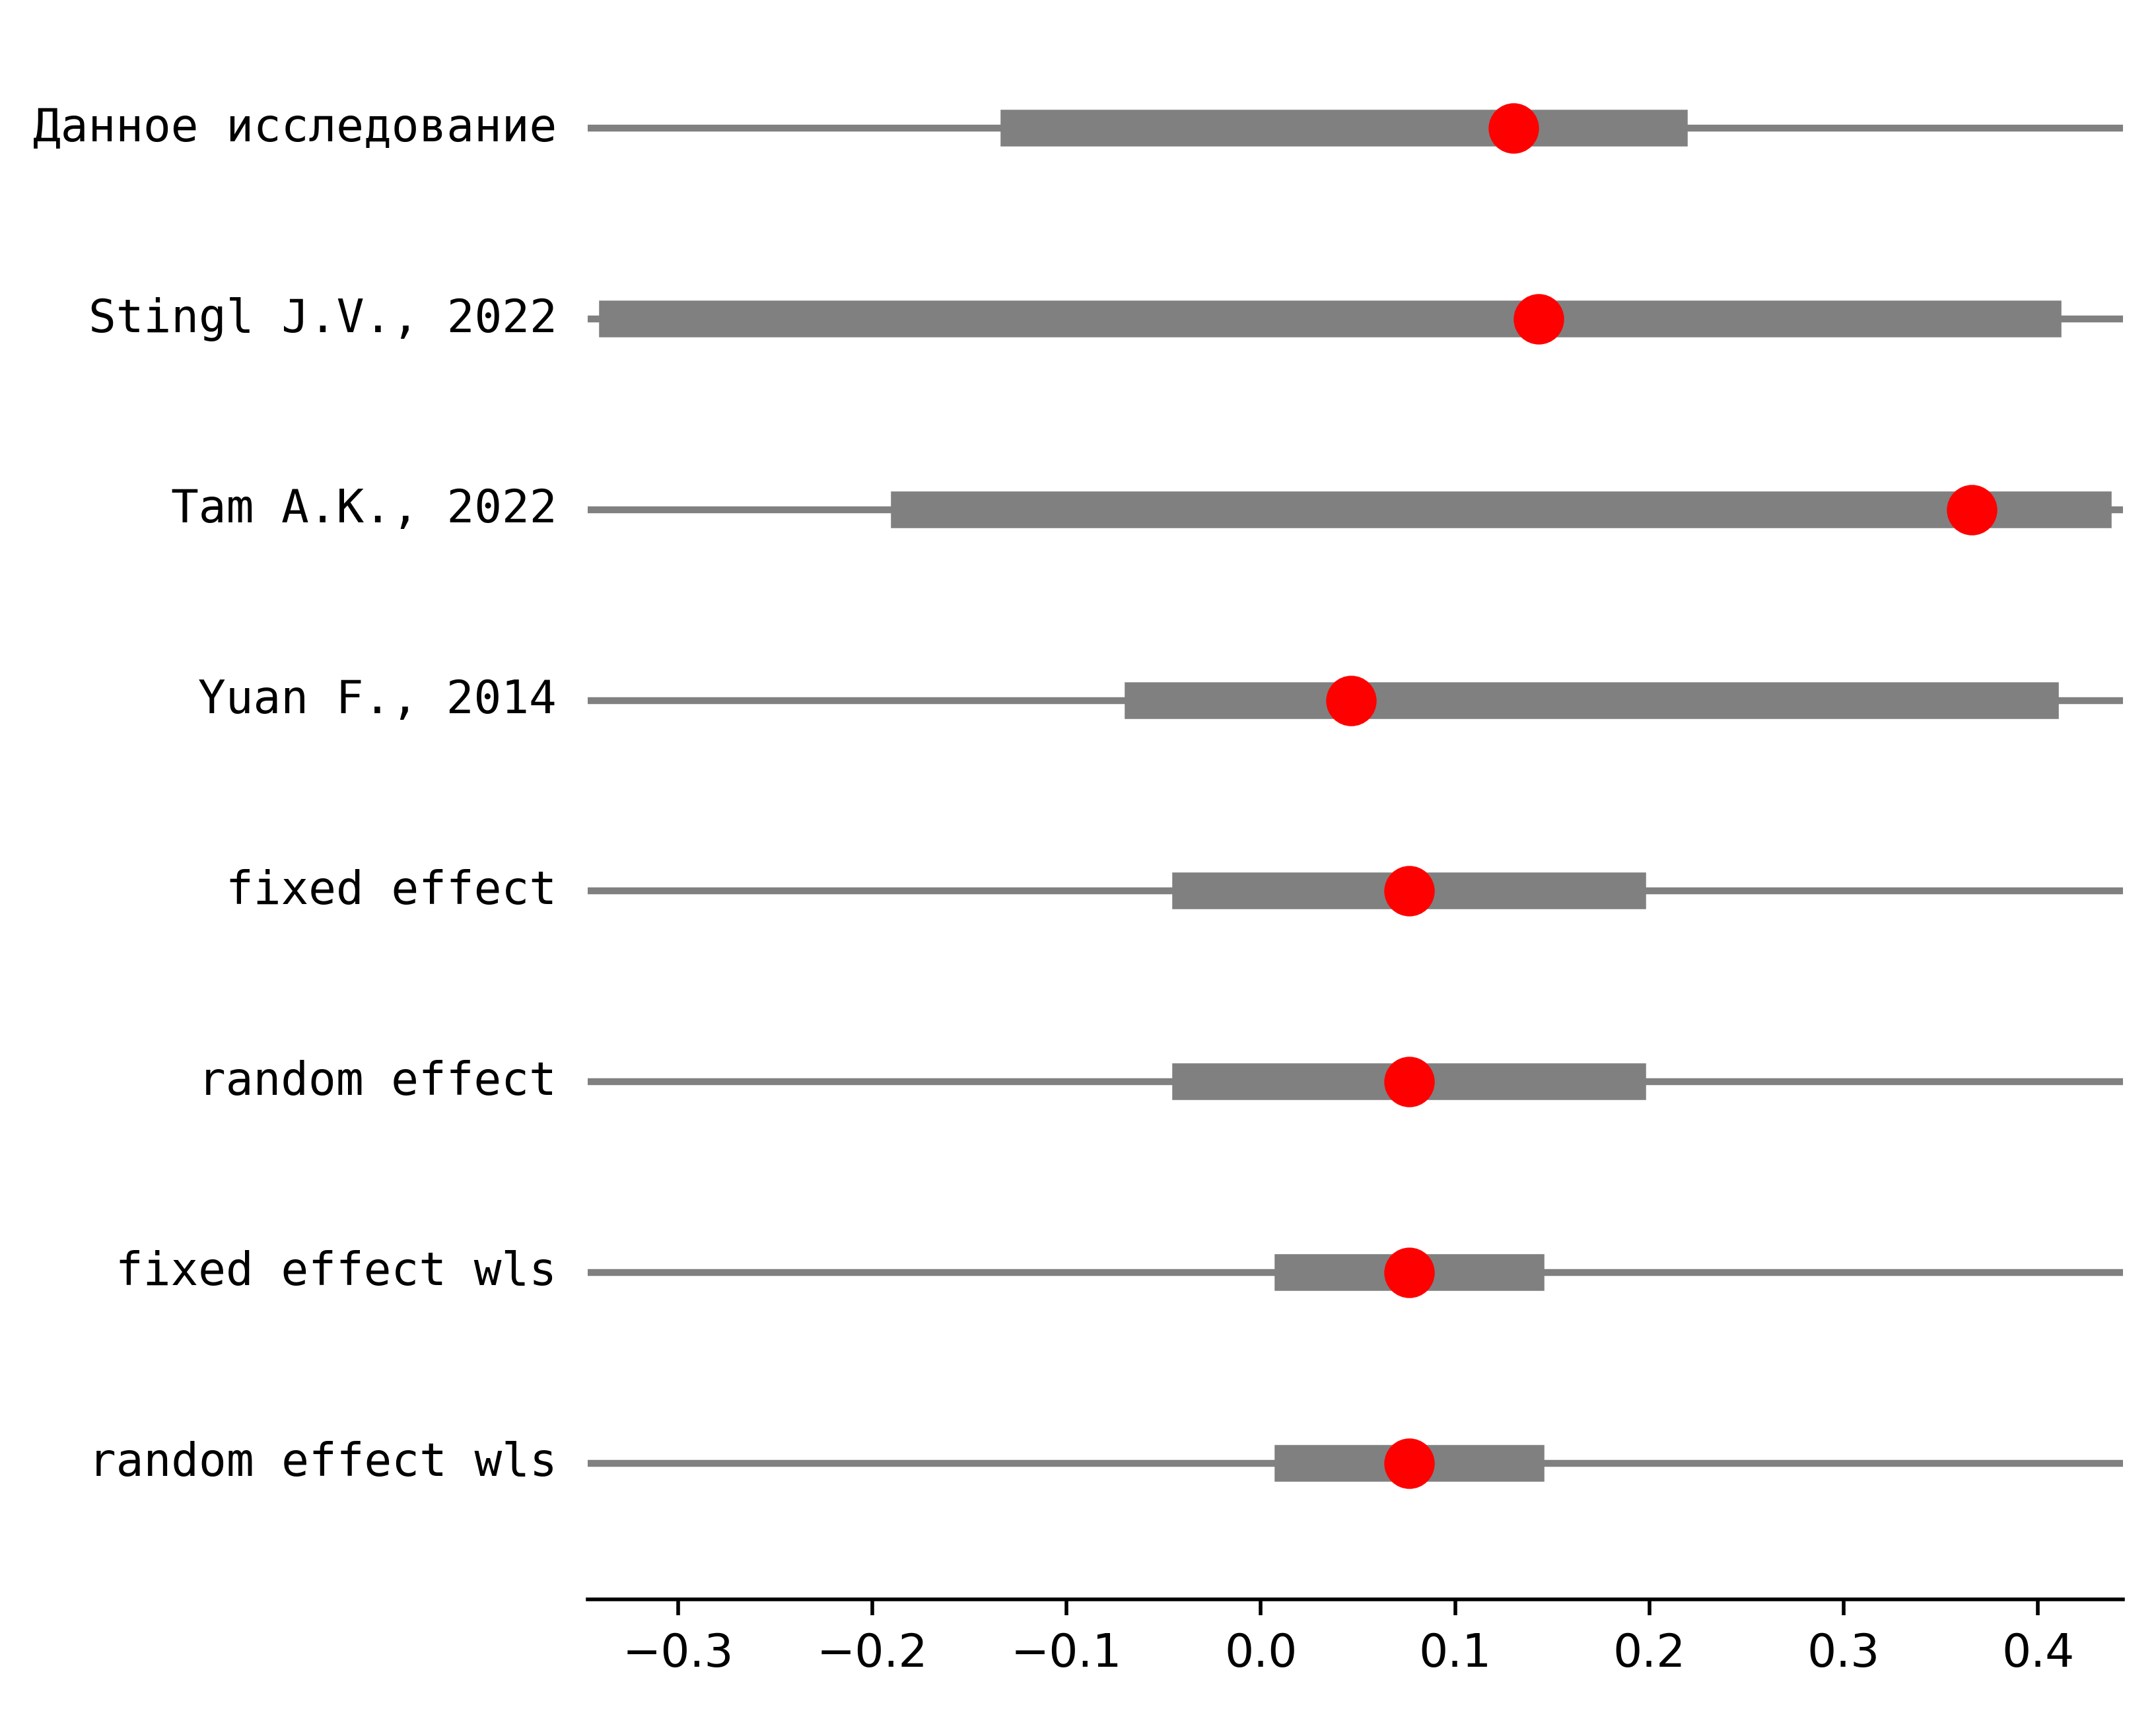 Данное исследование
Stingl J.V., 2022
Tam A.K., 2022
Yuan F., 2014
fixed effect
random effect
fixed effect wls
random effect wls
−0.3 −0.2 −0.1 0.0 0.1 0.2 0.3 0.4